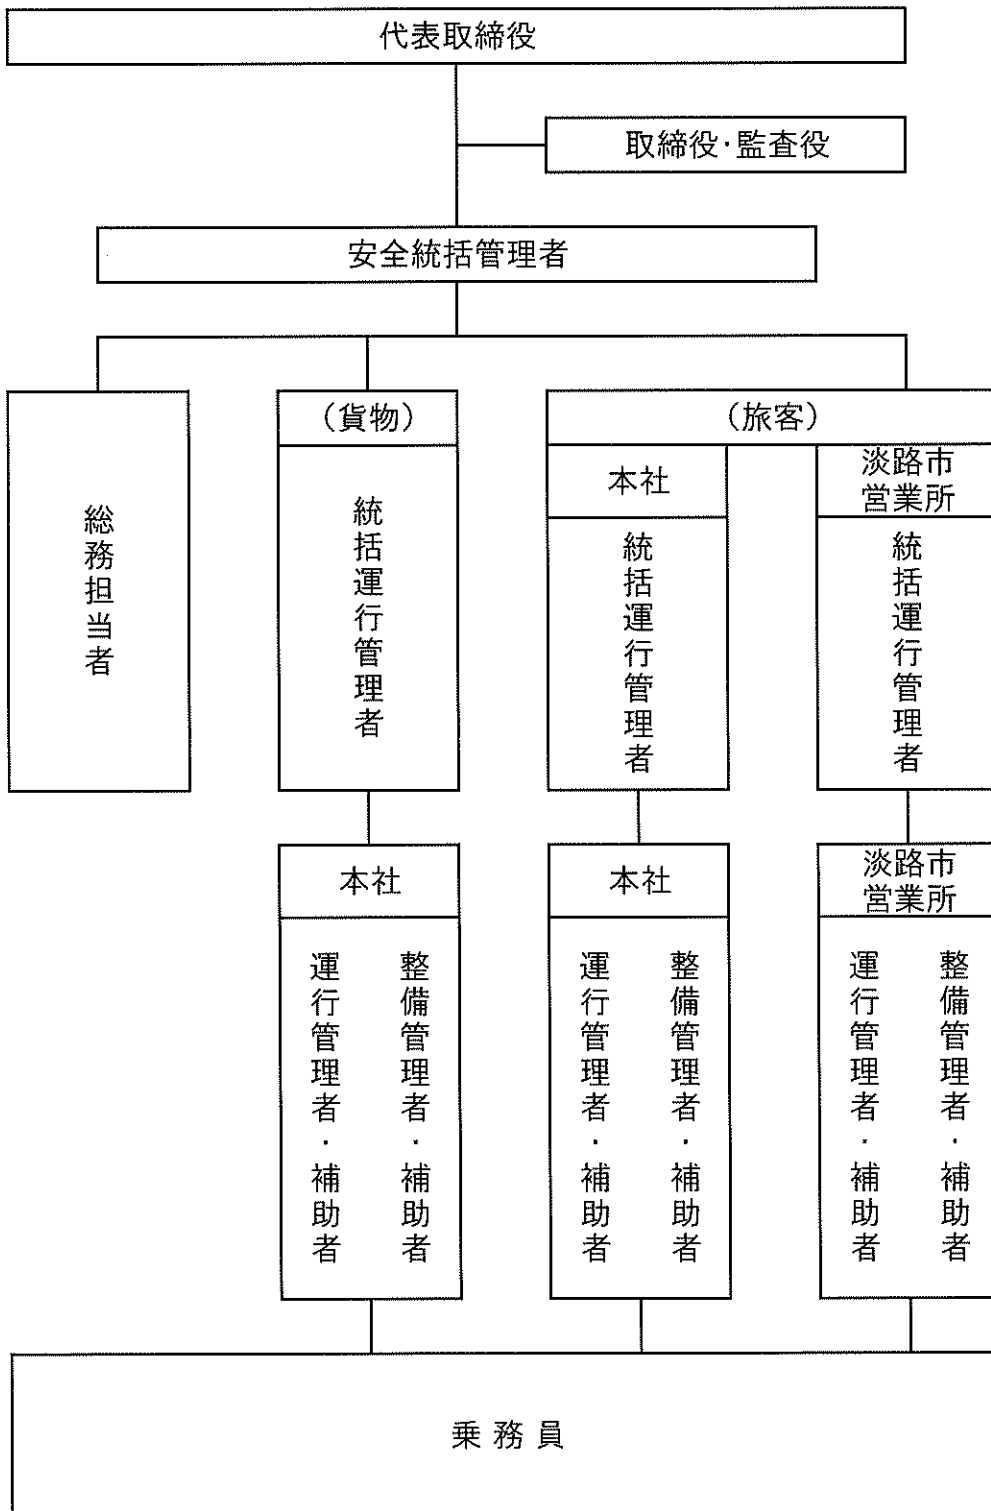 代表取締役
取締役・監査役
安全統括管理者
総務担当者
(貨物)
統括運行管理者
(旅客)
本社
統括運行管理者
淡路市
営業所
統括運行管理者
本社
整備管理者・補助者
運行管理者・補助者
本社
整備管理者・補助者
運行管理者・補助者
淡路市
営業所
整備管理者・補助者
運行管理者・補助者
乗務員